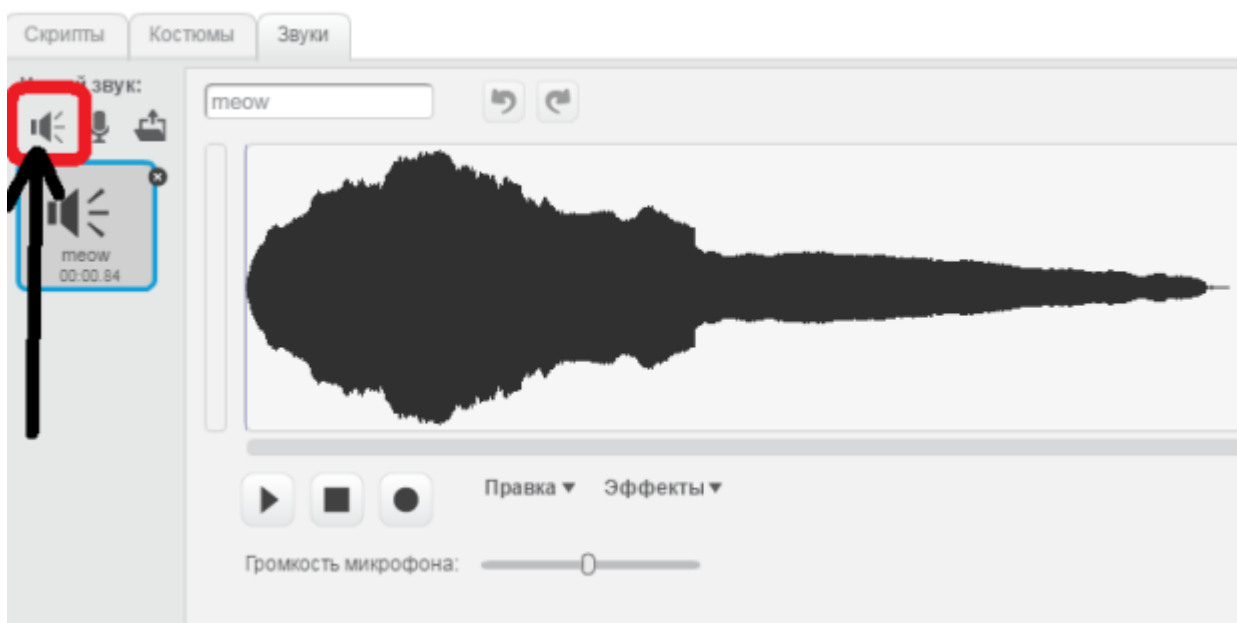 Скрипты Костюмы Звуки
звук:
meow
meow
00:00.84
Правка Эффекты
Громкость микрофона: